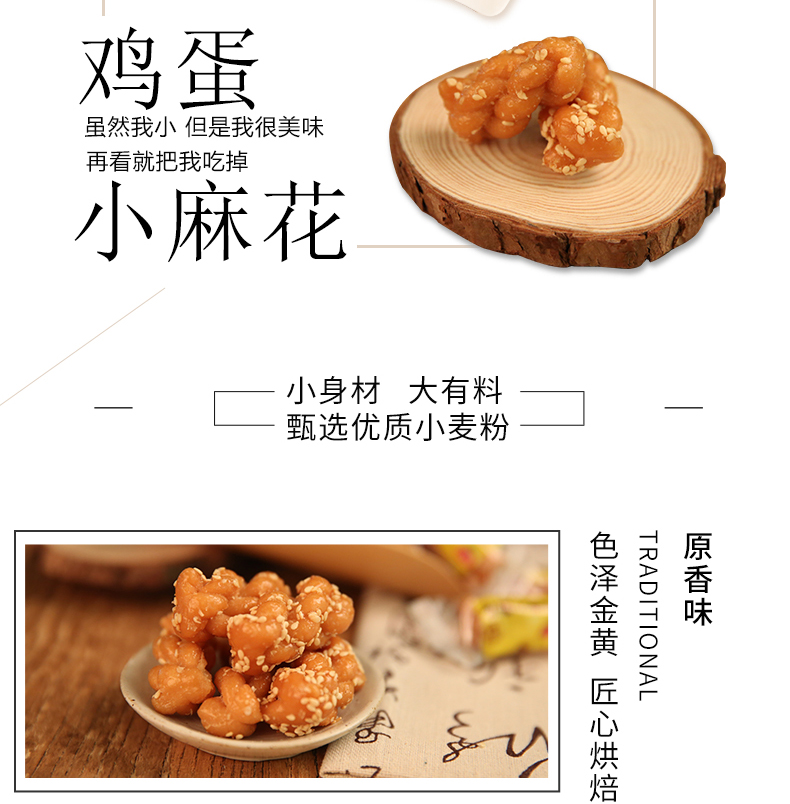 鸡蛋
虽然我小 但是我很美味
再看就把我吃掉
小麻花
小身材 大有料
甄选优质小麦粉
原香味
TRADITIONAL
色泽金黄 匠心烘焙